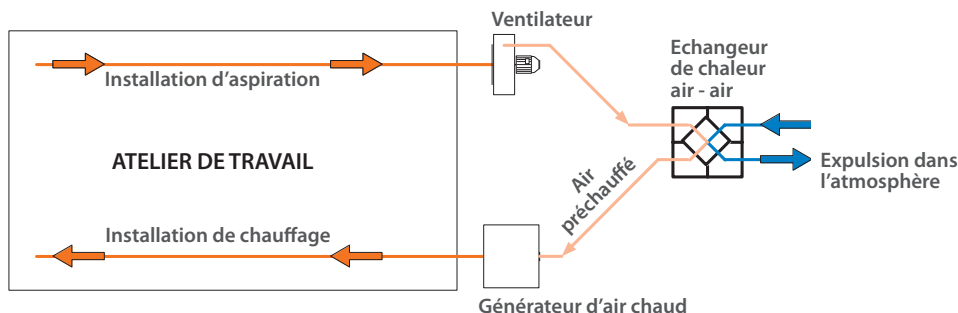 Ventilateur
Echangeur
de chaleur
air - air
Installation d'aspiration
ATELIER DE TRAVAIL
Expulsion dans
l'atmosphère
Air
préchauffé
Installation de chauffage
Générateur d'air chaud